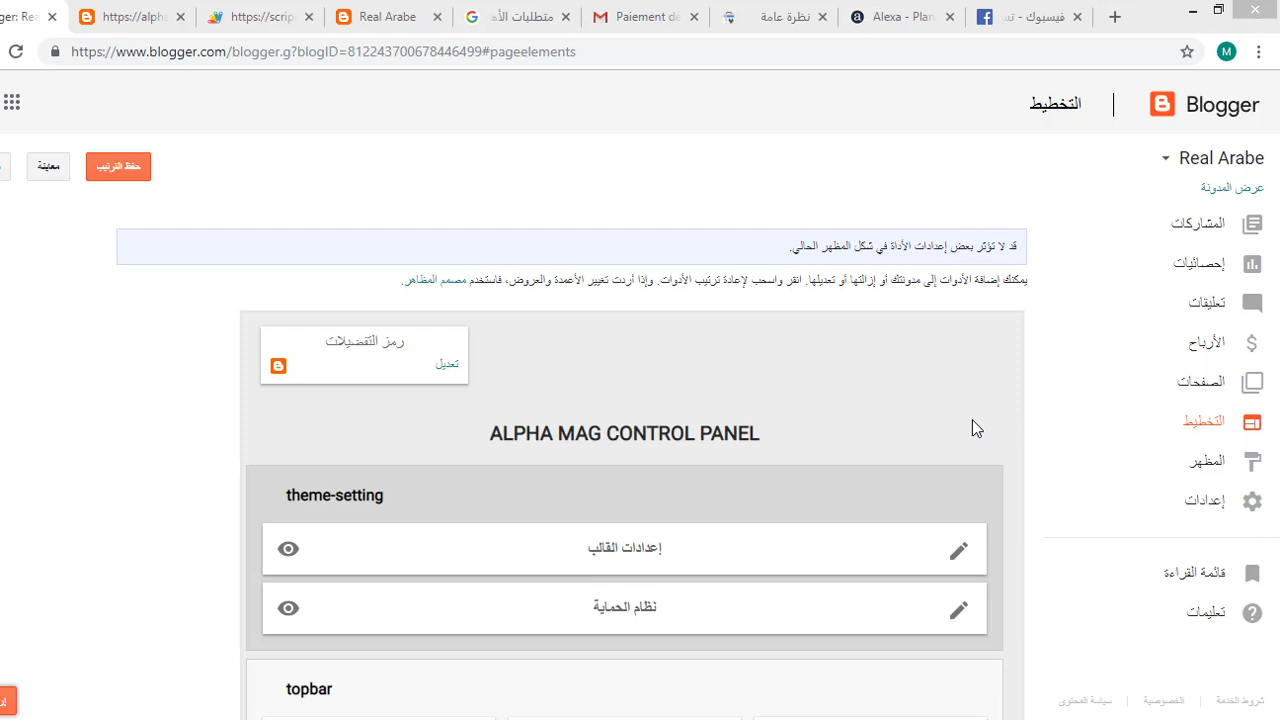 ger: Rea
https://alpha
https://scrip
Real Arabe
متطلبات الأه
Paiement de
نظرة عامة
Alexa - Plan
فيسبوك - تس
https://www.blogger.com/blogger.g?blogID=812243700678446499#pageelements
M
Blogger
التخطيط
حفظ الترتيب
معاينة
Real Arabe
عرض المدونة
المشاركات
إحصائيات
تعليقات
الأرباح
الصفحات
التخطيط
المظهر
إعدادات
قائمة القراءة
تعليمات
شروط الخدمة
الخصوصية
سياسة المحتوى
قد لا تؤثر بعض إعدادات الأداة في شكل المظهر الحالي.
يمكنك إضافة الأدوات إلى مدونتك أو إزالتها أو تعديلها. انقر واسحب لإعادة ترتيب الأدوات. وإذا أردت تغيير الأعمدة والعروض، فاستخدم مصمم المظاهر.
رمز التفضيلات
تعديل
ALPHA MAG CONTROL PANEL
theme-setting
إعدادات القالب
نظام الحماية
topbar